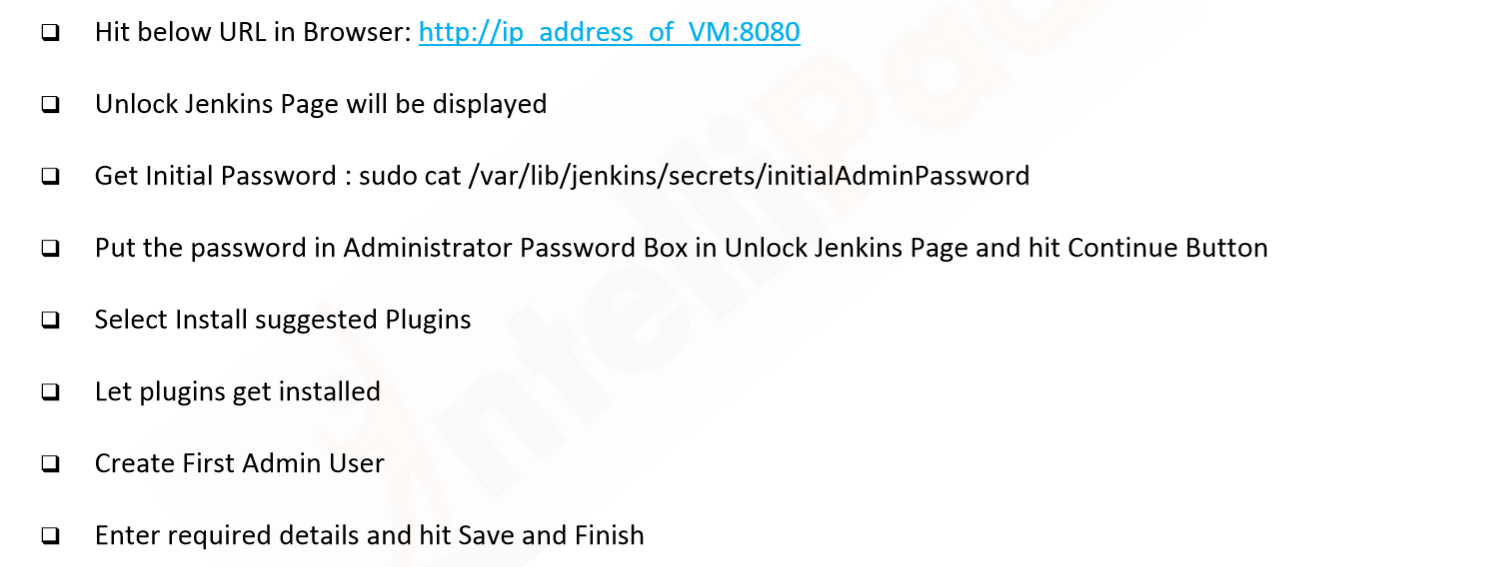 ❑ Hit below URL in Browser: http://ip_address_of_VM:8080
❑ Unlock Jenkins Page will be displayed
❑ Get Initial Password : sudo cat /var/lib/jenkins/secrets/initialAdminPassword
❑ Put the password in Administrator Password Box in Unlock Jenkins Page and hit Continue Button
❑ Select Install suggested Plugins
❑ Let plugins get installed
❑ Create First Admin User
❑ Enter required details and hit Save and Finish